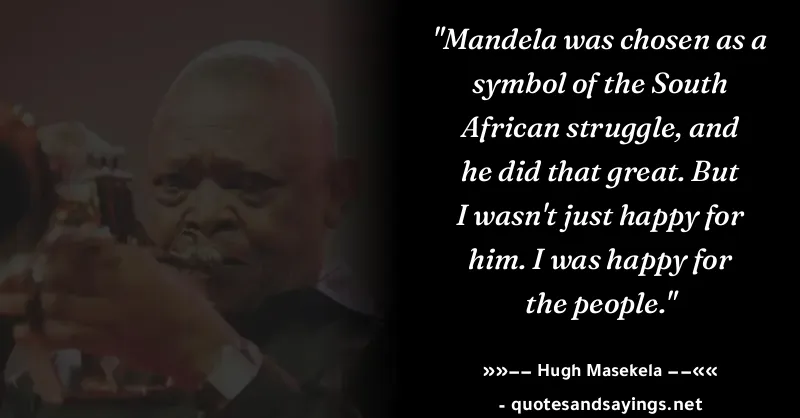 "Mandela was chosen as a
symbol of the South
African struggle, and
he did that great. But
I wasn't just happy for
him. I was happy for
the people."
»»−− Hugh Masekela −−««
- quotesandsayings.net